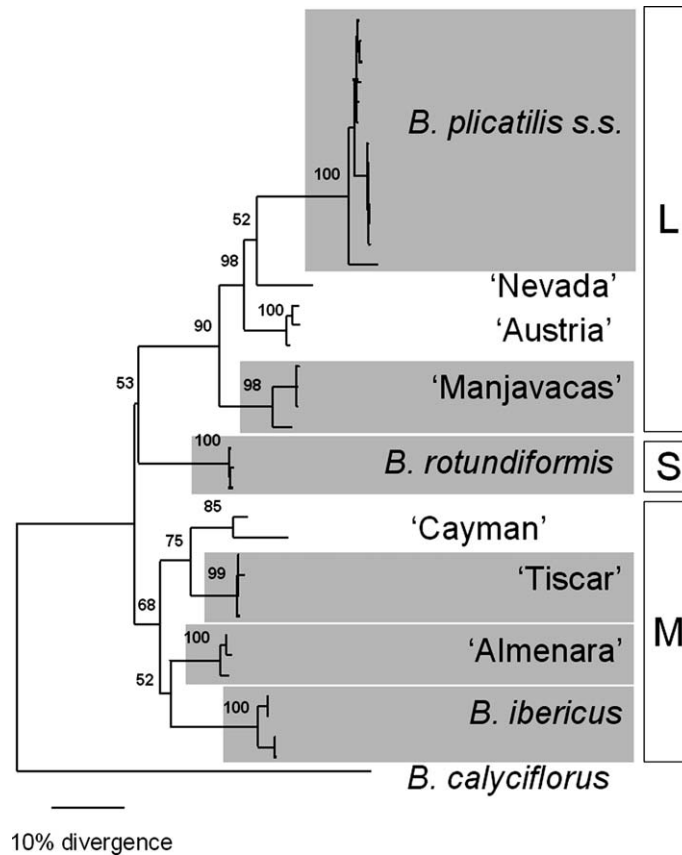 100
B. plicatilis s.s.
L
52
98
'Nevada'
100
'Austria'
90
53
98
'Manjavacas'
100
B. rotundiformis
S
85
'Cayman'
75
99
'Tiscar'
M
68
100
'Almenara'
52
100
B. ibericus
B. calyciflorus
10% divergence